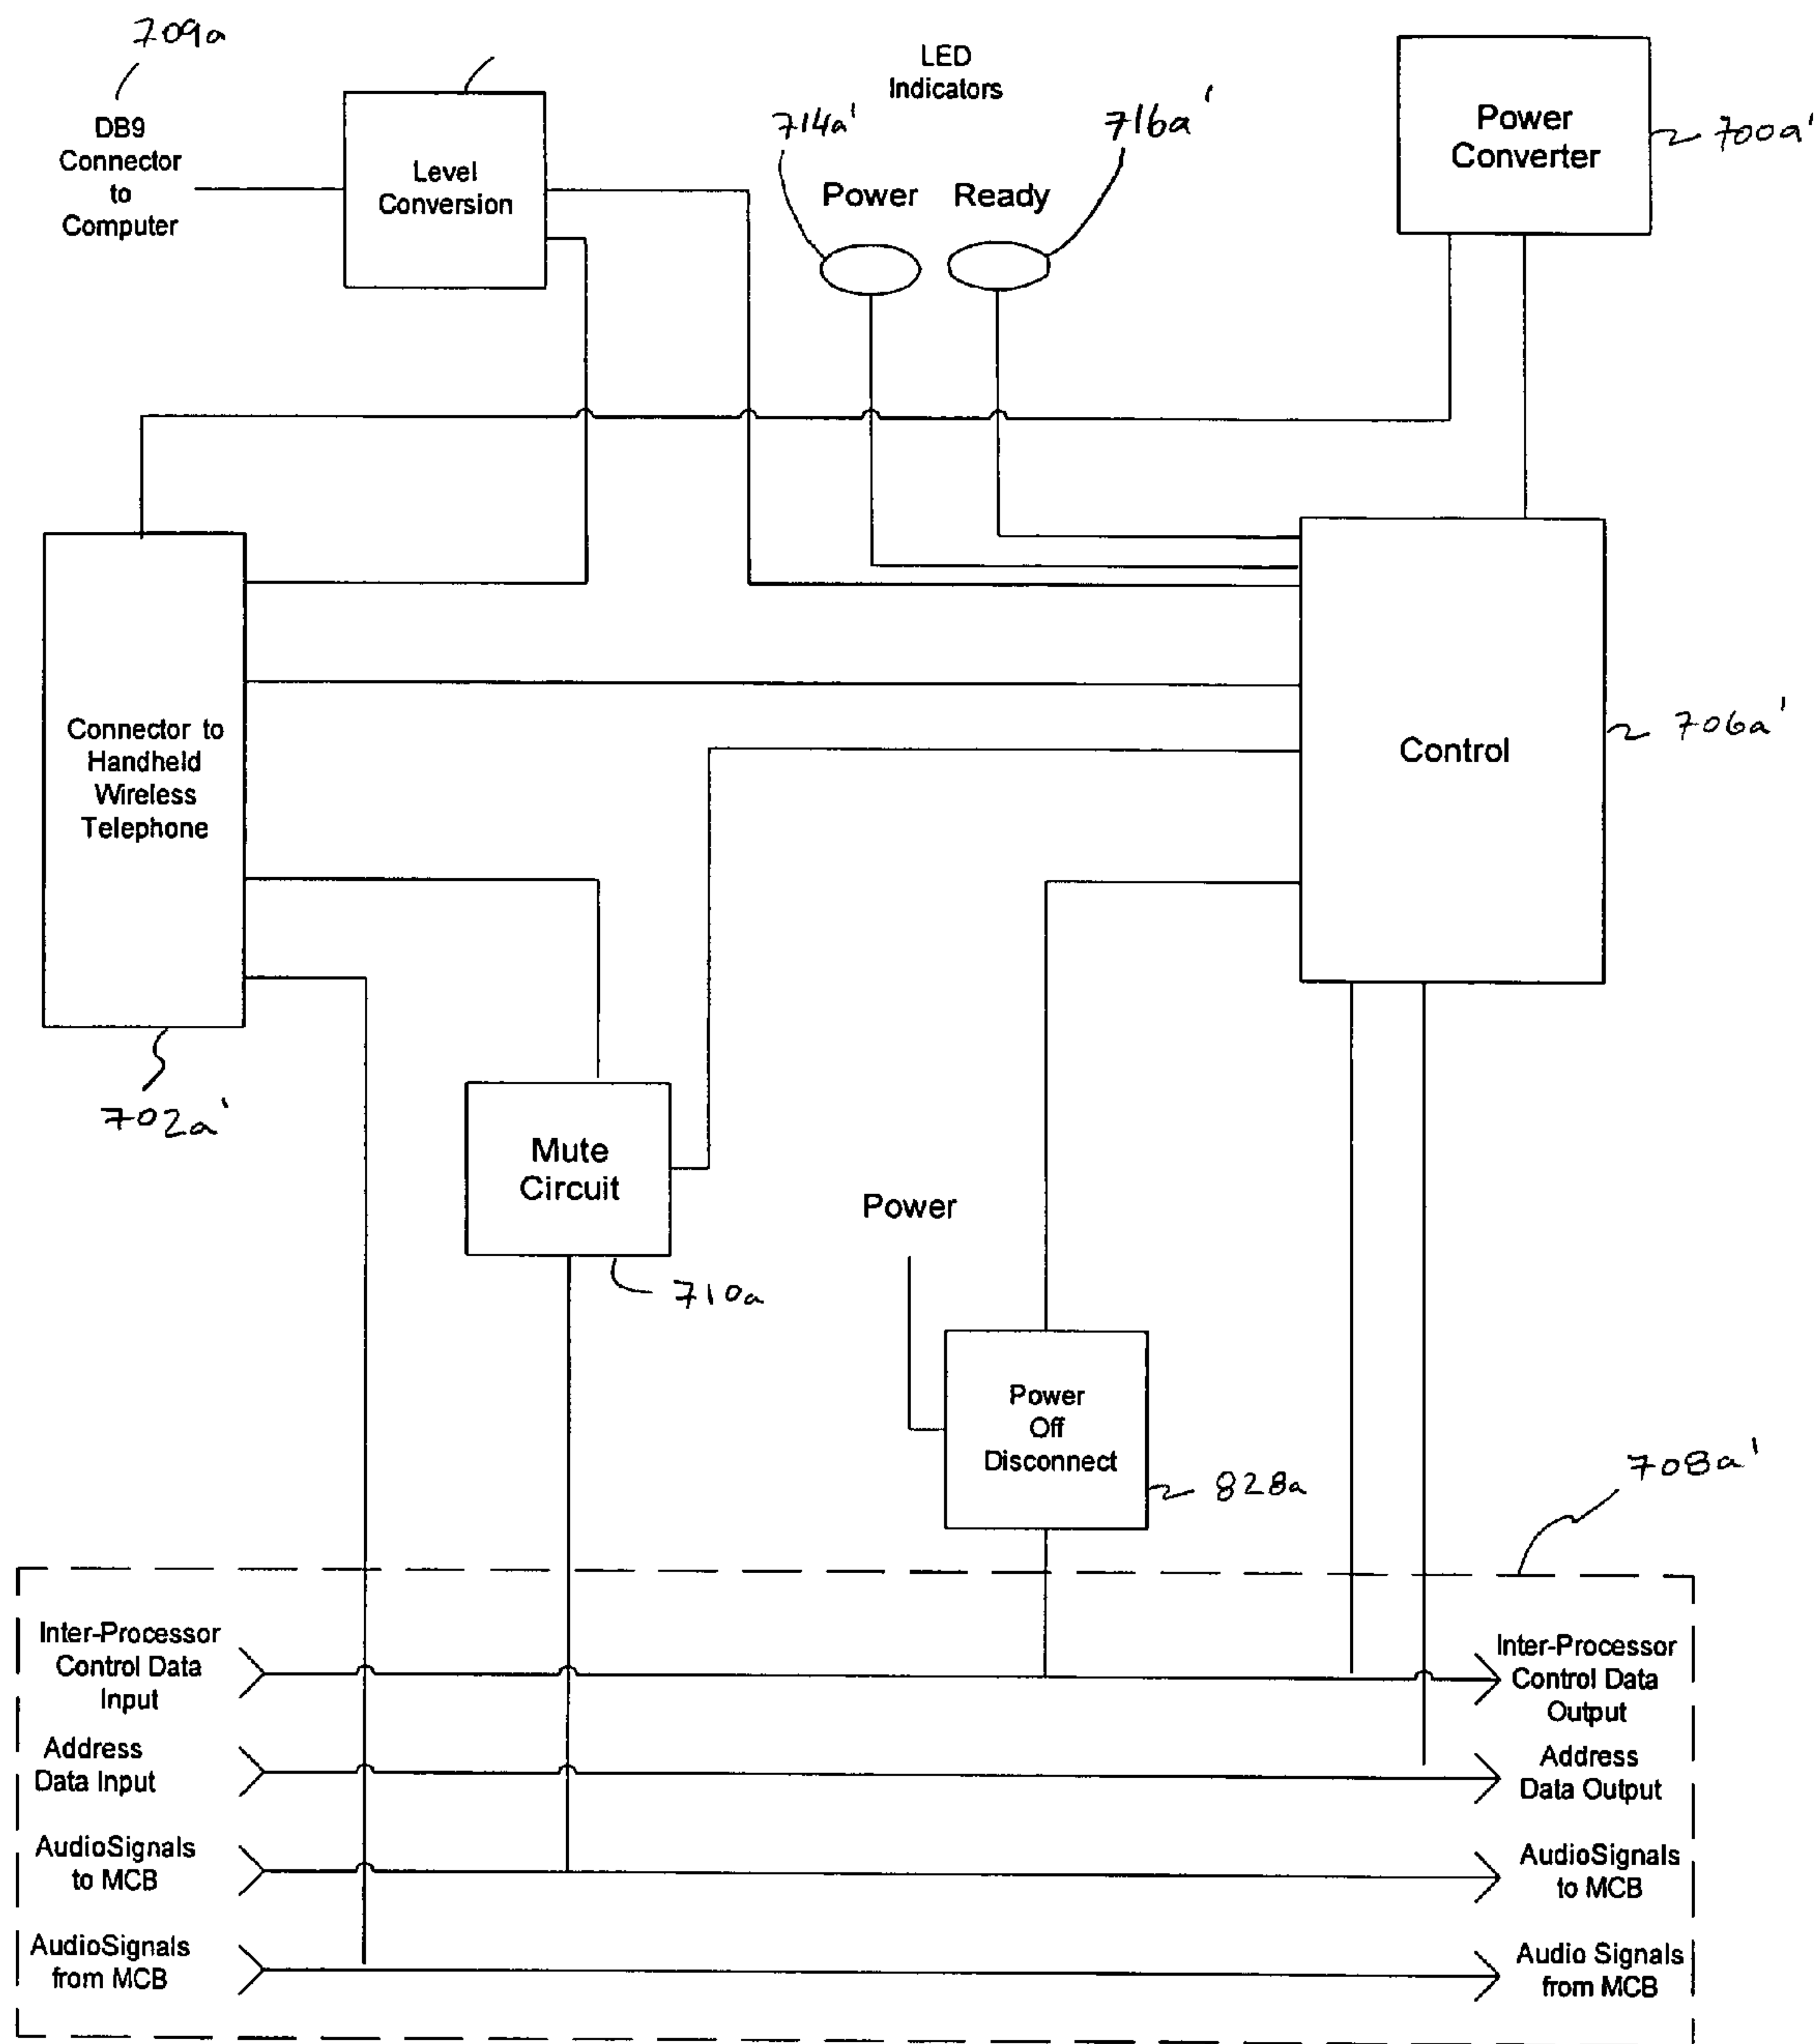 709a
DB9
Connector
to
Computer
Level
Conversion
LED
Indicators
714a'
716a'
Power
Ready
Power
Converter
700a'
Connector to
Handheld
Wireless
Telephone
702a'
Control
706a'
Mute
Circuit
710a
Power
Power
Off
Disconnect
828a
708a'
Inter-Processor
Control Data
Input
Inter-Processor
Control Data
Output
Address
Data Input
Address
Data Output
AudioSignals
to MCB
AudioSignals
to MCB
AudioSignals
from MCB
Audio Signals
from MCB